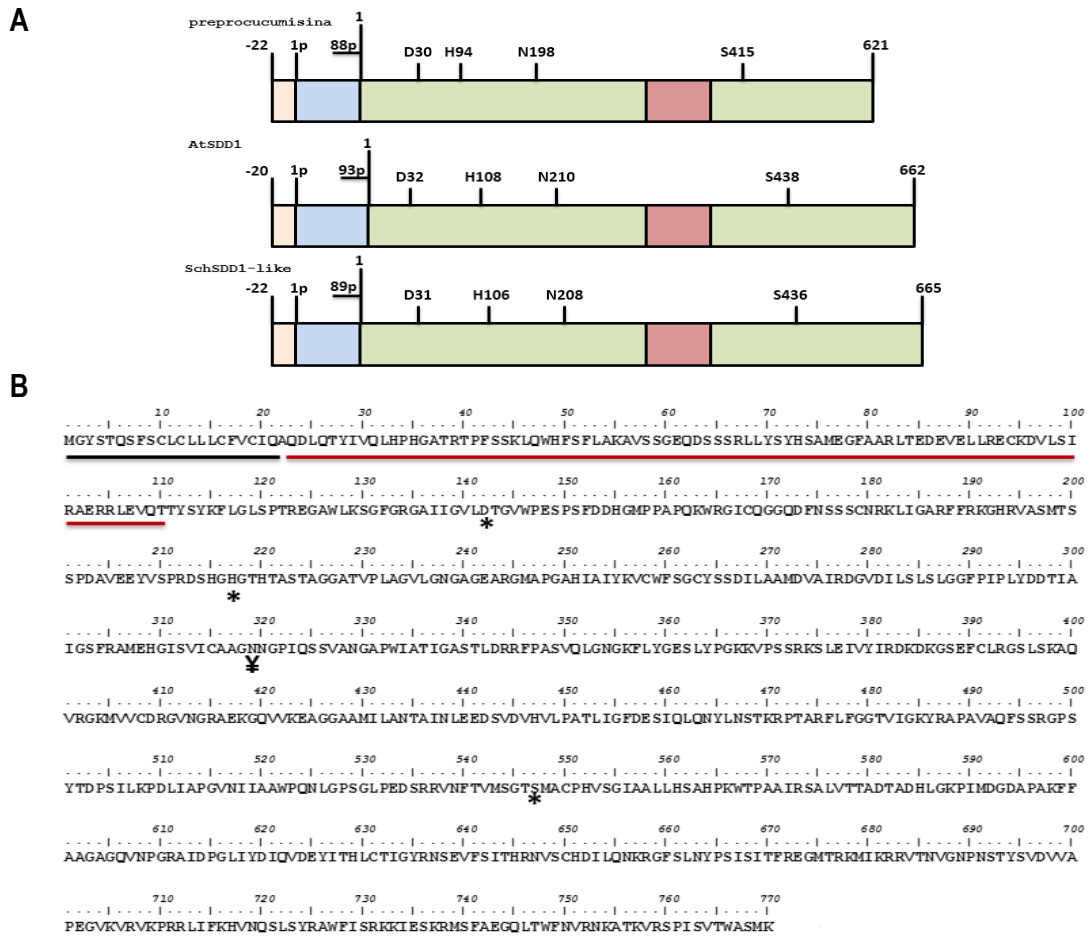 A
preprocucumisina
1
-22 1p 88p D30 H94 N198 S415 621
AtSDD1
1
-20 1p 93p D32 H108 N210 S438 662
SchSDD1-like
1
-22 1p 89p D31 H106 N208 S436 665
B
10 20 30 40 50 60 70 80 90 100
MGYSTQSFSCLCLLLCFVCIQAQDLQTYIVQLHPHGATRTPFSSKLQWHFSFLAKAVSSGEQDSSSRLLYSYHSAMEGFAARLTEDEVELLRECKDVLSI
110 120 130 140 150 160 170 180 190 200
RAERRLEVQTTYSYKFLGLSPTREGAWLKSGFGRGAIIGVLDTGVWPESPSFDDHGMPPAPQKWRGICQGGQDFNSSSCNRKLIGARFFRKGHRVASMTS
*
210 220 230 240 250 260 270 280 290 300
SPDAVEEYVSPRDSHGHGTHTASTAGGATVPLAGVLGNGAGEARGMAPGAHIAIYKVCWFSGCYSSDILAAMDVAIRDGVDILSLSLGGFPIPLYDDTIA
*
310 320 330 340 350 360 370 380 390 400
IGSFRAMEHGISVICAAGNNGPIQSSVANGAPWIATIGASTLDRRFPASVQLGNGKFLYGESLYPGKKVPSSRKSLEIVYIRDKDKGSEFCLRGSLSKAQ
¥
410 420 430 440 450 460 470 480 490 500
VRGKMVVCDRGVNGRAEKGQVVKEAGGAAMILANTAINLEEDSVDVHVLPATLIGFDESIQLQNYLNSTKRPTARFLFGGTVIGKYRAPAVAQFSSRGPS
510 520 530 540 550 560 570 580 590 600
YTDPSILKPDLIAPGVNIIAAWPQNLGPSGLPEDSRRVNFTVMSGTSMACPHVSGIAALLHSAHPKWTPAAIRSALVTTADTADHLGKPIMDGDAPAKFF
*
610 620 630 640 650 660 670 680 690 700
AAGAGQVNPGRAIDPGLIYDIQVDEYITHLCTIGYRNSEVFSITHRNVSCHDILQNKRGFSLNYPSISITFREGMTRKMIKRRVTNVGNPNSTYSVDVVA
710 720 730 740 750 760 770
PEGVKVRVKPRRLIFKHVNQSLSYRAWFISRKKIESKRMSFAEGQLTWFNVRNKATKVRSPISVTWASMK